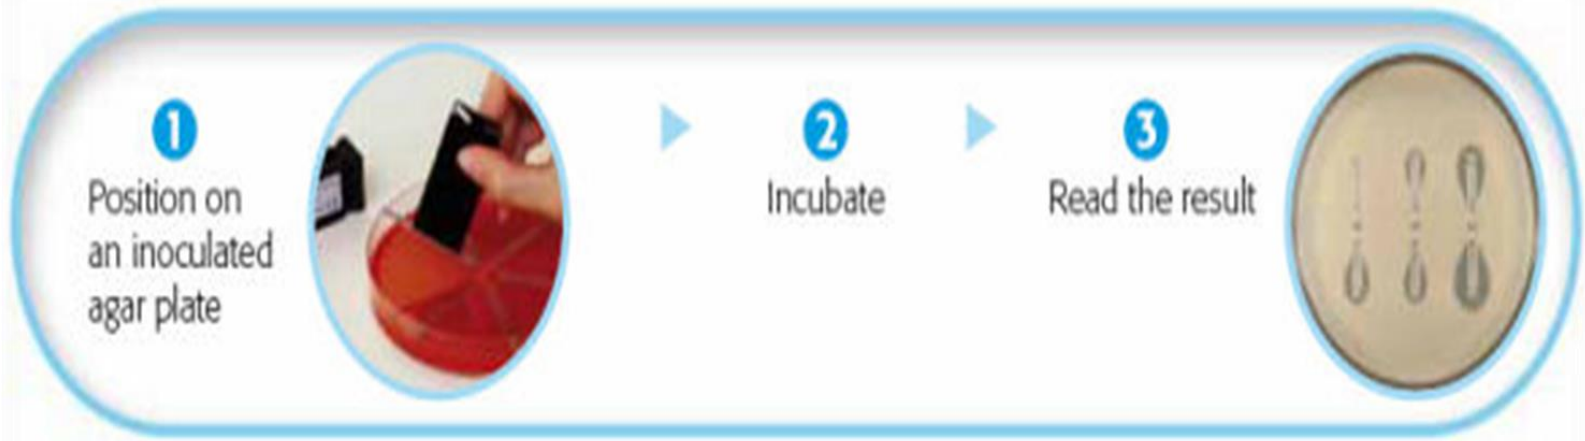 1
Position on
an inoculated
agar plate
2
Incubate
3
Read the result